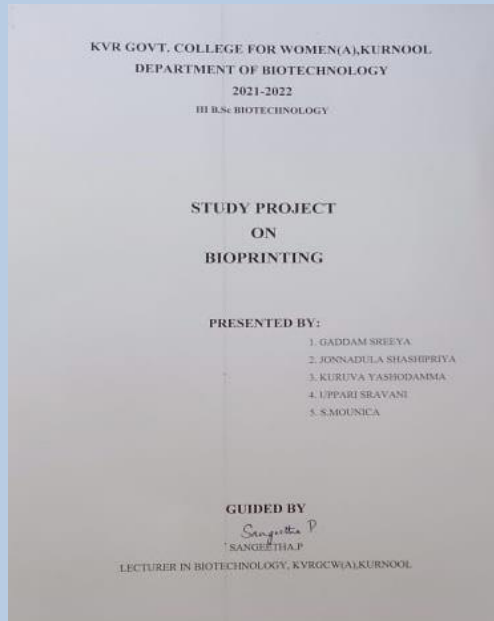 KVR GOVT. COLLEGE FOR WOMEN(A),KURNOOL
DEPARTMENT OF BIOTECHNOLOGY
2021-2022
III B.Sc BIOTECHNOLOGY
STUDY PROJECT
ON
BIOPRINTING
PRESENTED BY:
1. GADDAM SREEYA
2. JONNADULA SHASHIPRIYA
3. KURUVA YASHODAMMA
4. UPPARI SRAVANI
5. S.MOUNICA
GUIDED BY
Sangeetha P
SANGEETHA.P
LECTURER IN BIOTECHNOLOGY, KVRGCW(A),KURNOOL